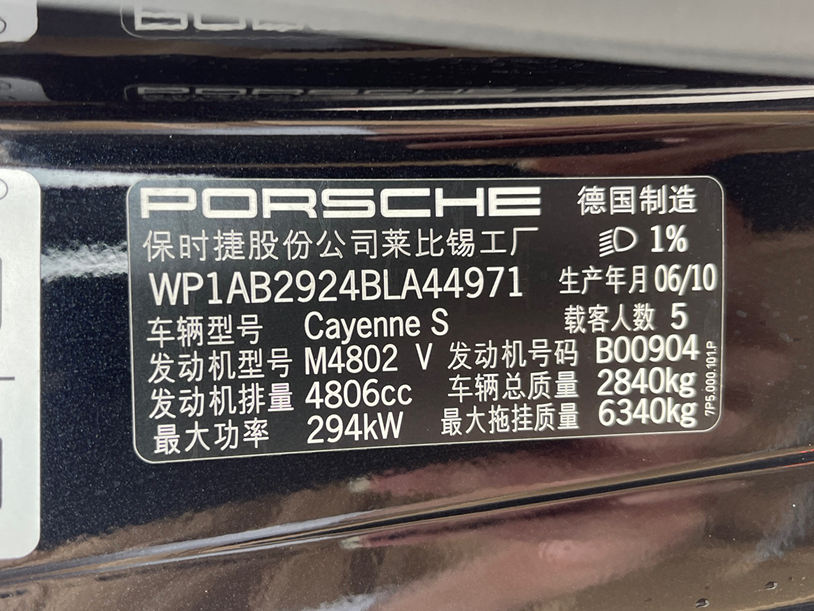 PORSCHE 德国制造
保时捷股份公司莱比锡工厂 1%
WP1AB2924BLA44971 生产年月 06/10
车辆型号 Cayenne S 载客人数 5
发动机型号 M4802 V 发动机号码 B00904
发动机排量 4806cc 车辆总质量 2840kg
最大功率 294kW 最大拖挂质量 6340kg
7P5.000.101.P